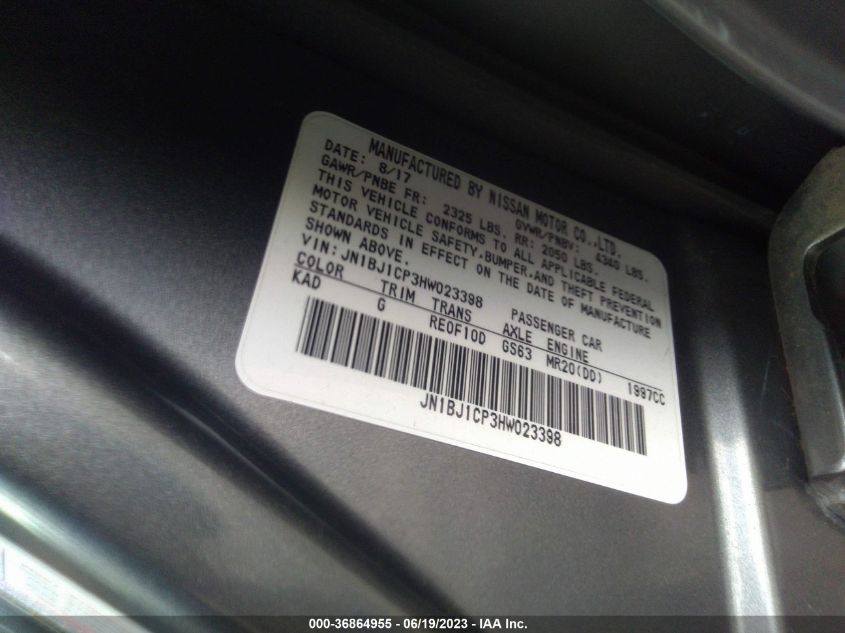 MANUFACTURED BY NISSAN MOTOR CO.,LTD.
DATE: 8/17 GVWR/PNBV: 4340 LBS.
GAWR/PNBE FR: 2325 LBS. RR: 2050 LBS.
THIS VEHICLE CONFORMS TO ALL APPLICABLE FEDERAL
MOTOR VEHICLE SAFETY,BUMPER,AND THEFT PREVENTION
STANDARDS IN EFFECT ON THE DATE OF MANUFACTURE
SHOWN ABOVE.
VIN: JN1BJ1CP3HW023398 PASSENGER CAR
COLOR TRIM TRANS AXLE ENGINE
KAD G RE0F10D GS63 MR20(DD) 1997CC
JN1BJ1CP3HW023398
000-36864955 - 06/19/2023 - IAA Inc.